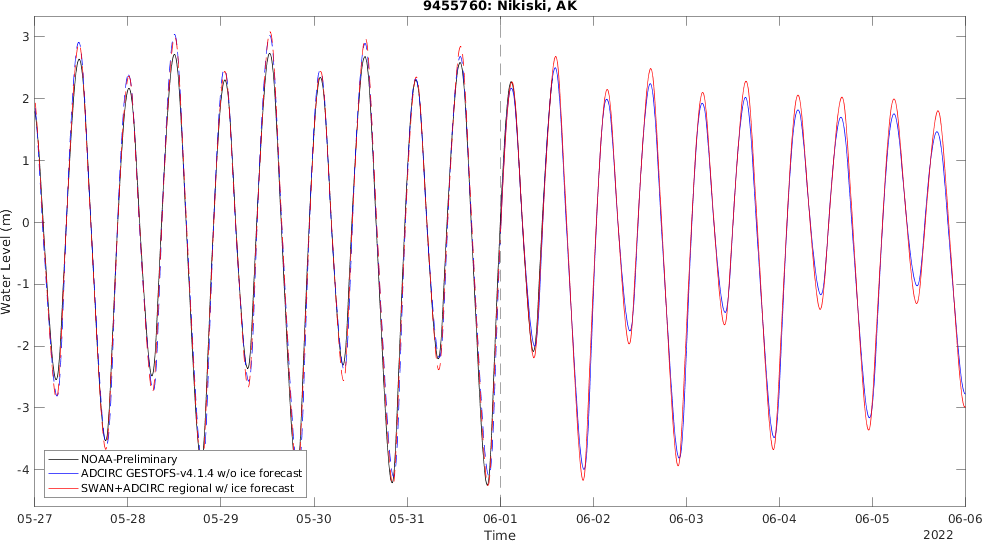 9455760: Nikiski, AK
3
2
1
0
-1
-2
-3
-4
Water Level (m)
NOAA-Preliminary
ADCIRC GESTOFS-v4.1.4 w/o ice forecast
SWAN+ADCIRC regional w/ ice forecast
05-27 05-28 05-29 05-30 05-31 06-01 06-02 06-03 06-04 06-05 06-06
Time
2022